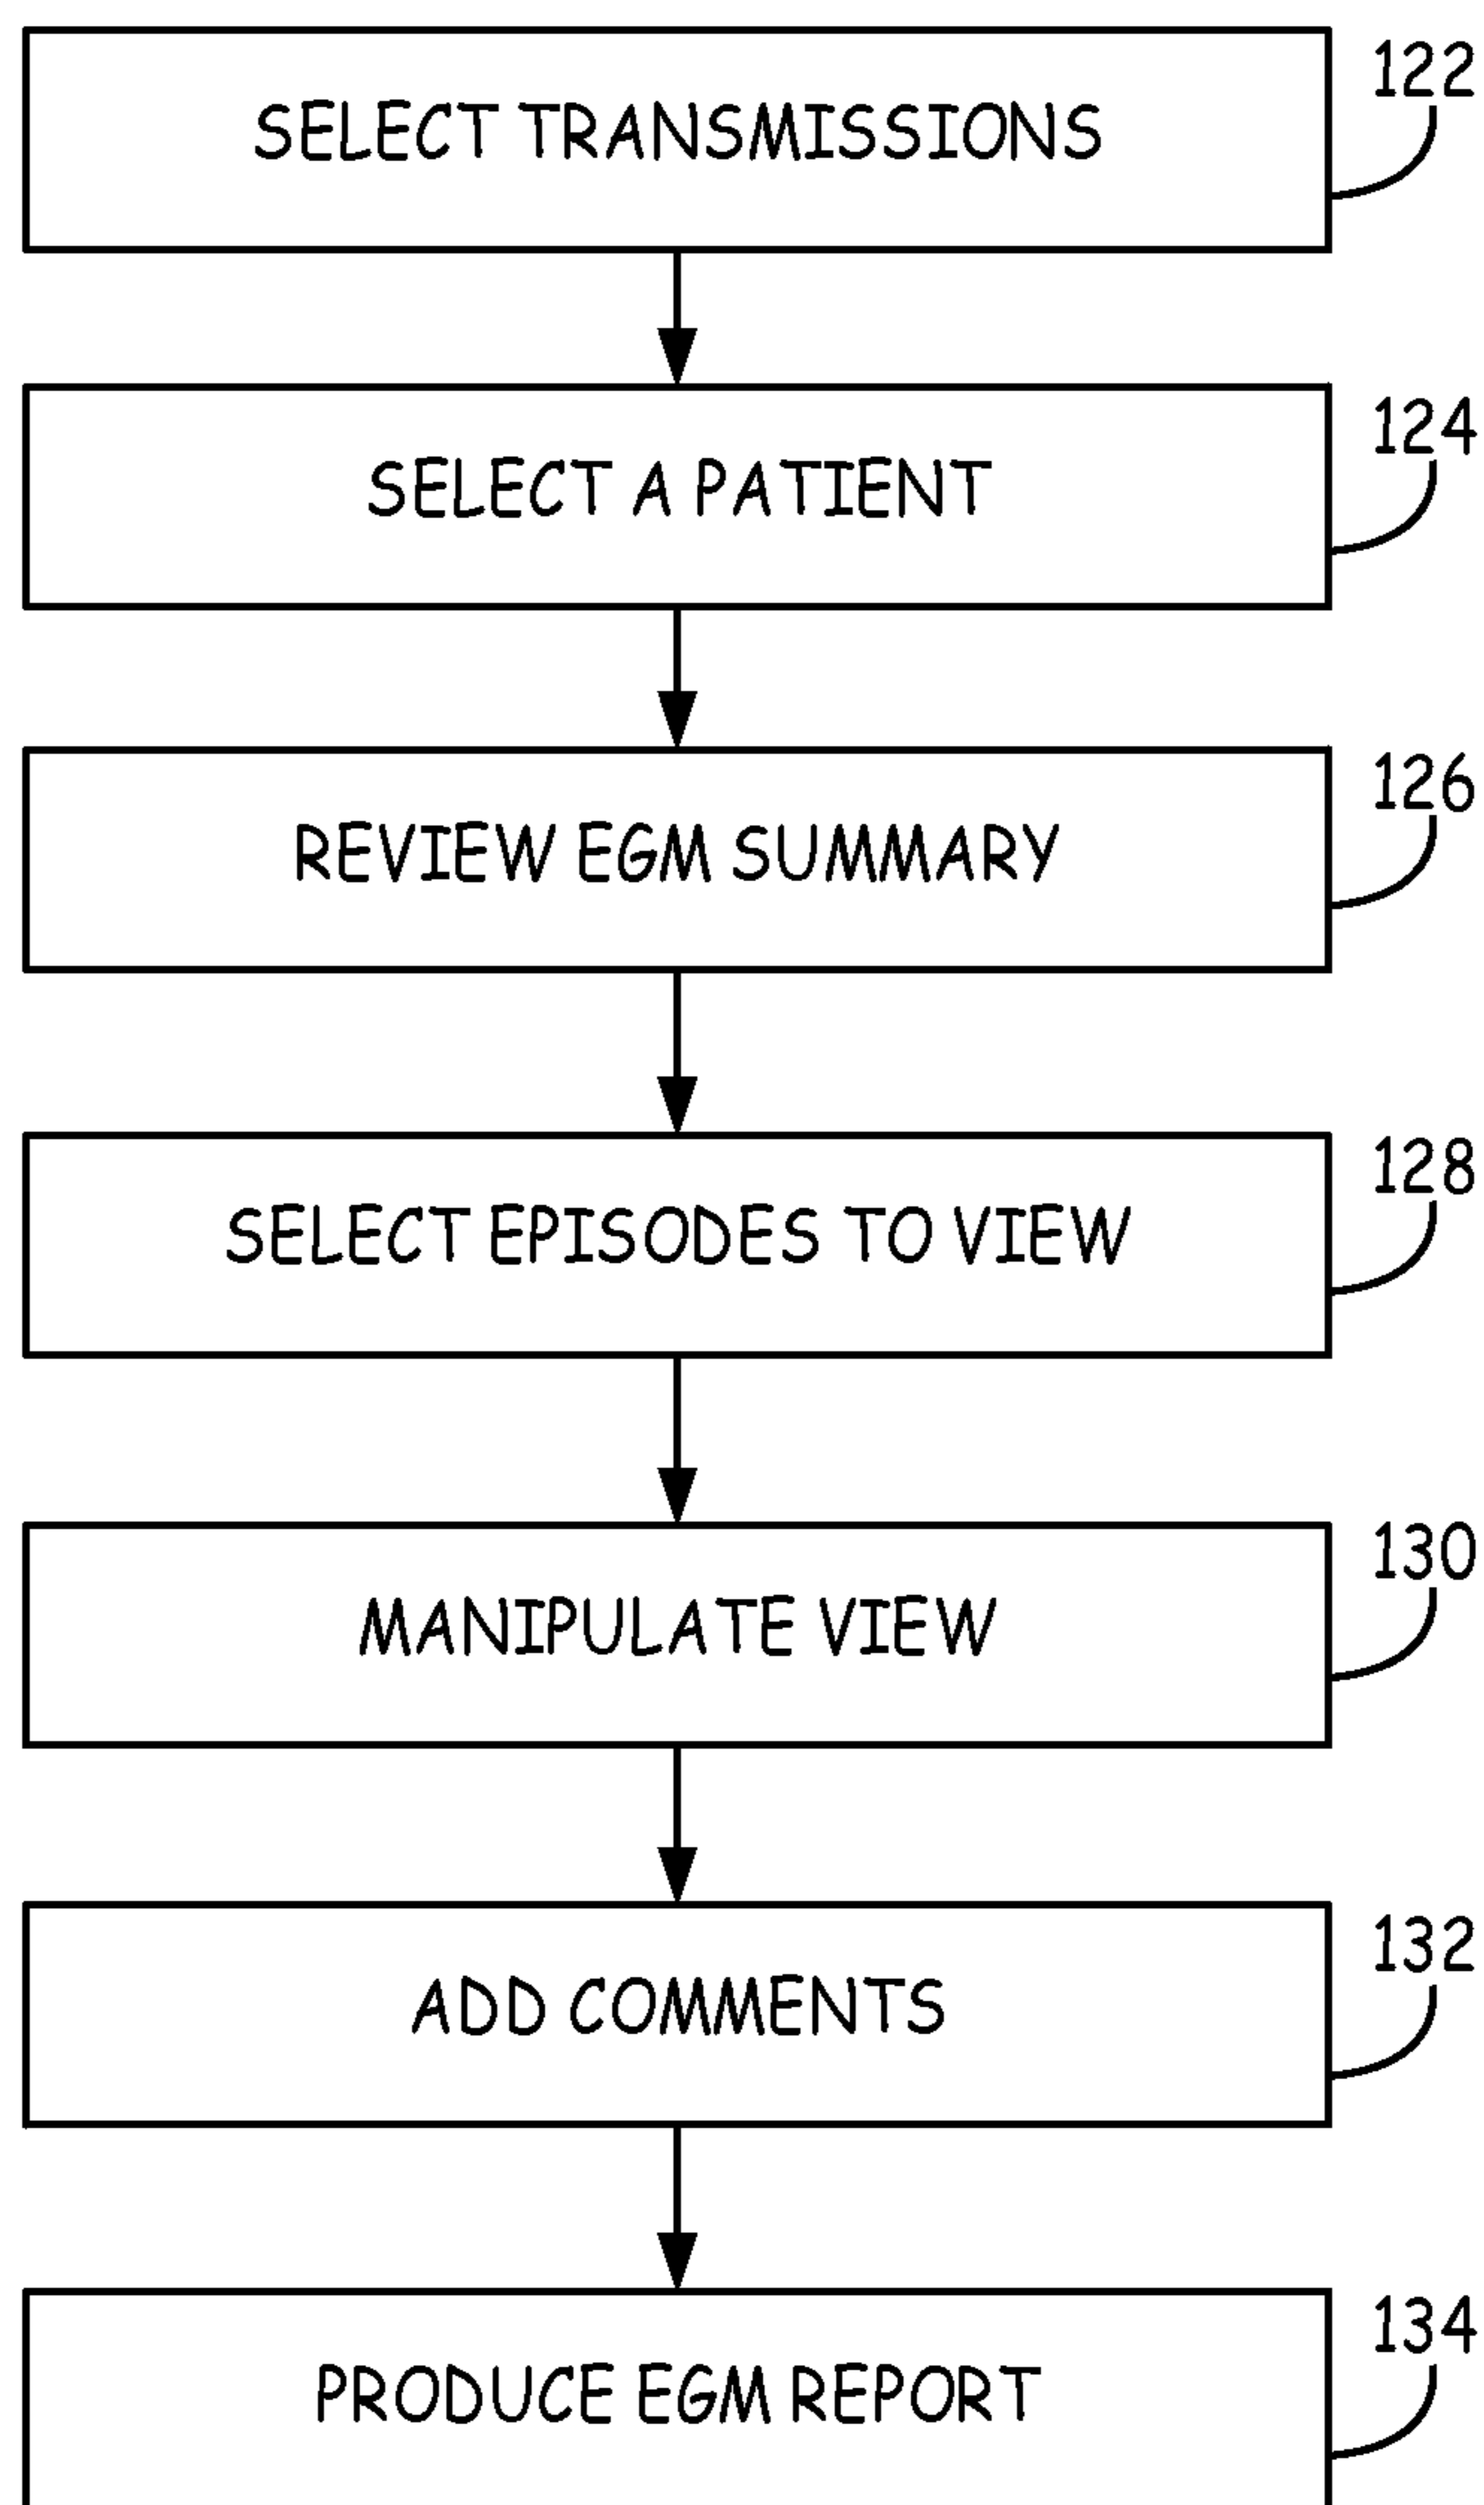 122
SELECT TRANSMISSIONS
124
SELECT A PATIENT
126
REVIEW EGM SUMMARY
128
SELECT EPISODES TO VIEW
130
MANIPULATE VIEW
132
ADD COMMENTS
134
PRODUCE EGM REPORT